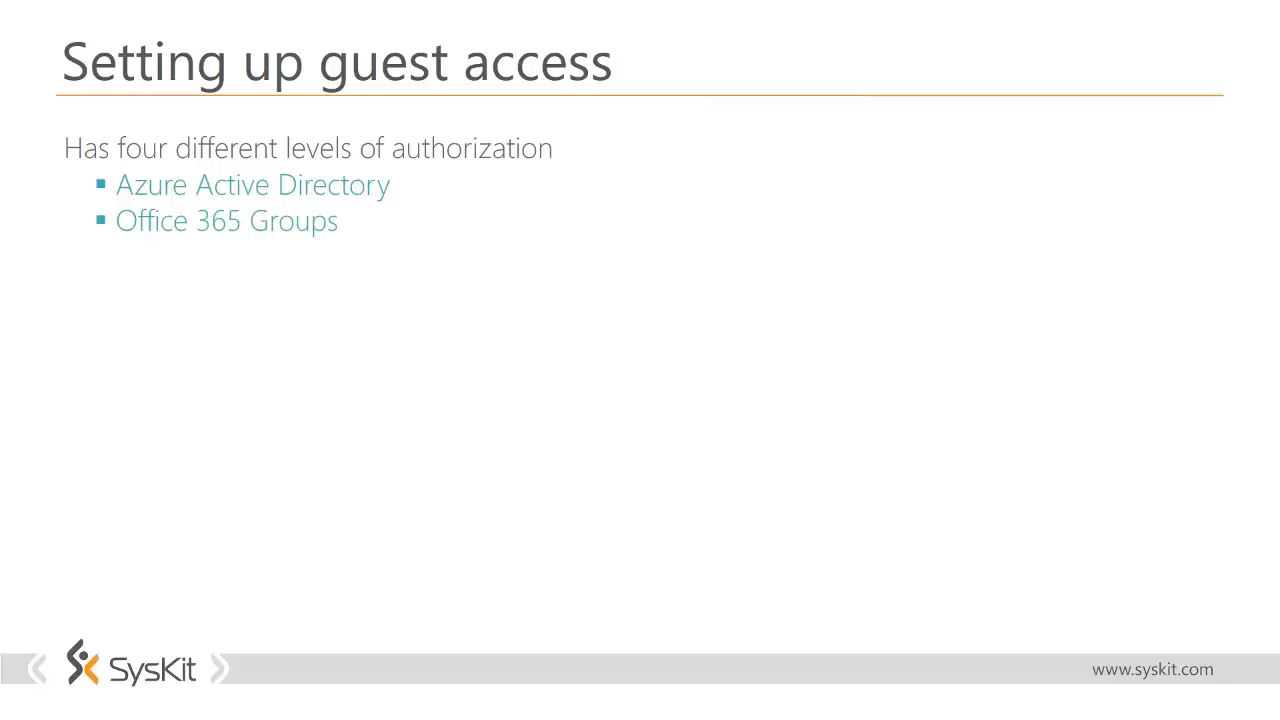 Setting up guest access
Has four different levels of authorization
Azure Active Directory
Office 365 Groups
SysKit
www.syskit.com